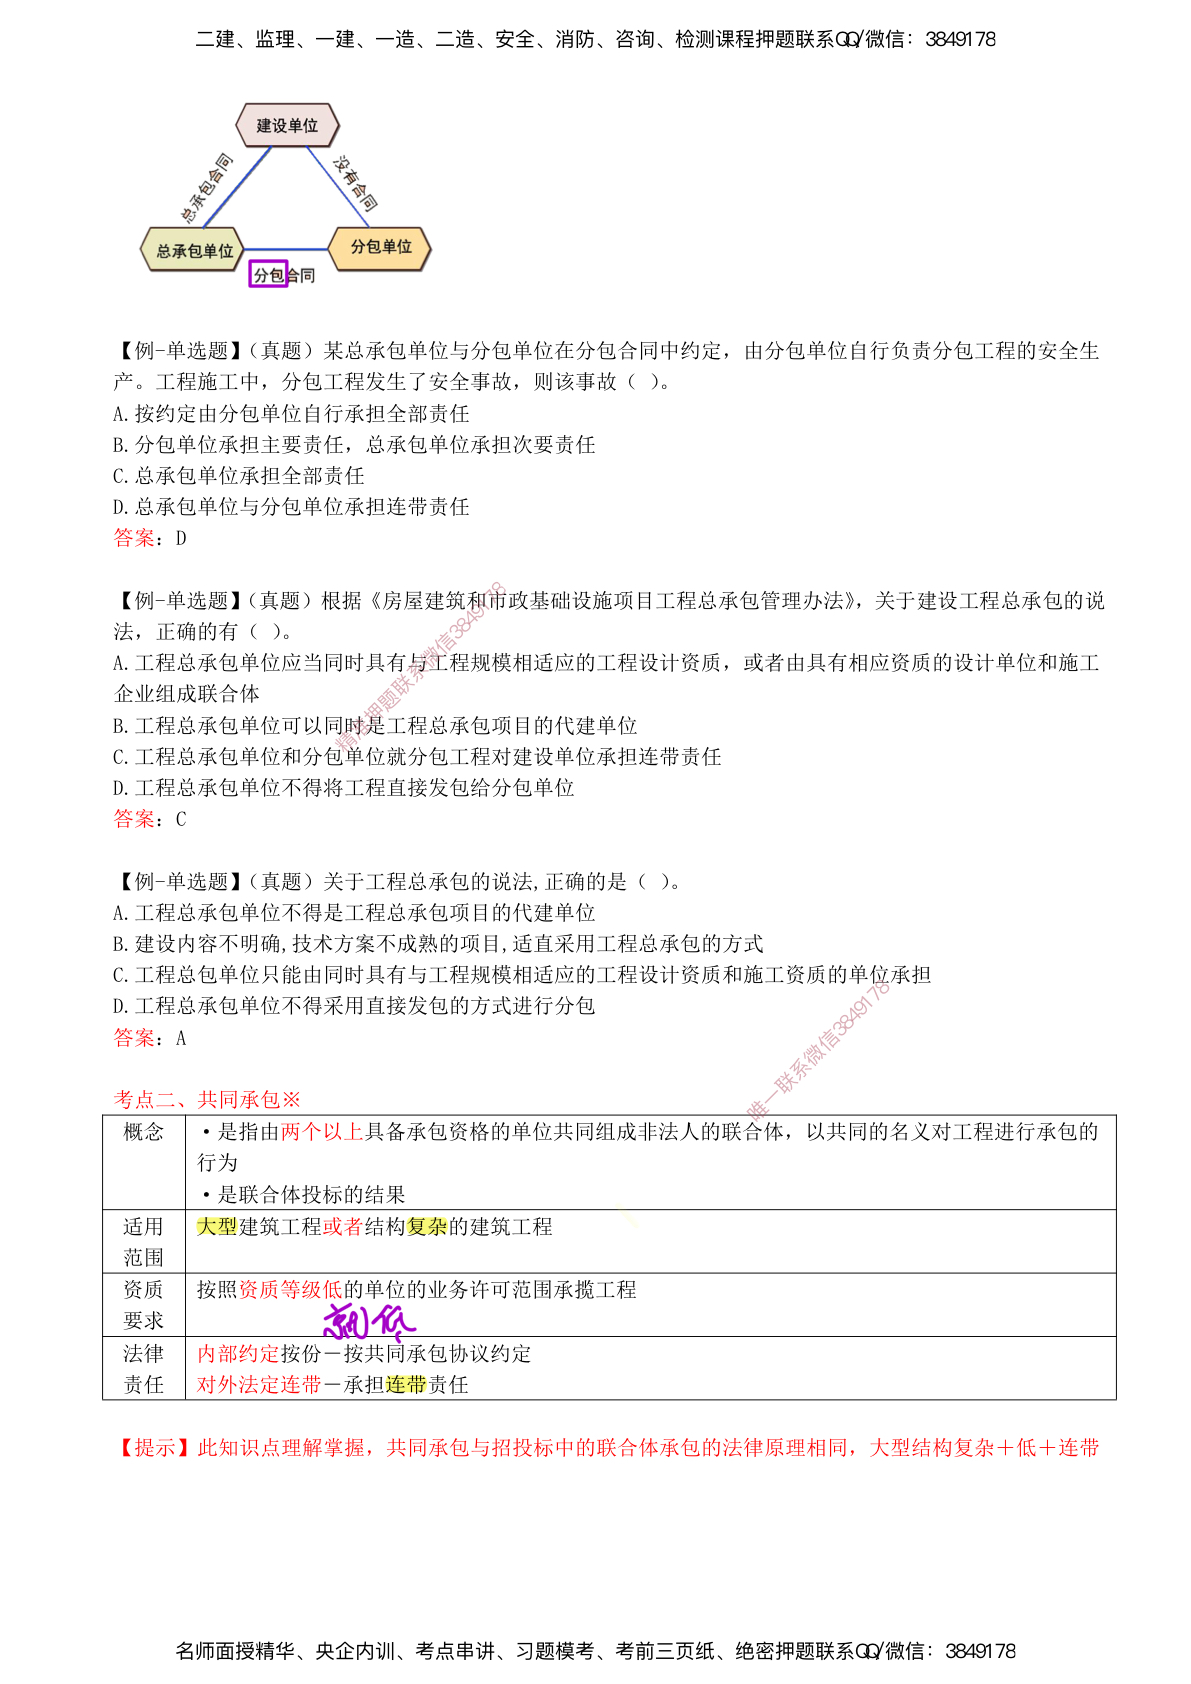 二建、监理、一建、一造、二造、安全、消防、咨询、检测课程押题联系QQ/微信：3849178
建设单位
总承包合同
没有合同
总承包单位
分包单位
分包合同
【例-单选题】（真题）某总承包单位与分包单位在分包合同中约定，由分包单位自行负责分包工程的安全生
产。工程施工中，分包工程发生了安全事故，则该事故（ ）。
A.按约定由分包单位自行承担全部责任
B.分包单位承担主要责任，总承包单位承担次要责任
C.总承包单位承担全部责任
D.总承包单位与分包单位承担连带责任
答案：D
【例-单选题】（真题）根据《房屋建筑和市政基础设施项目工程总承包管理办法》，关于建设工程总承包的说
法，正确的有（ ）。
A.工程总承包单位应当同时具有与工程规模相适应的工程设计资质，或者由具有相应资质的设计单位和施工
企业组成联合体
B.工程总承包单位可以同时是工程总承包项目的代建单位
C.工程总承包单位和分包单位就分包工程对建设单位承担连带责任
D.工程总承包单位不得将工程直接发包给分包单位
答案：C
精准押题联系微信3849178
【例-单选题】（真题）关于工程总承包的说法,正确的是（ ）。
A.工程总承包单位不得是工程总承包项目的代建单位
B.建设内容不明确,技术方案不成熟的项目,适直采用工程总承包的方式
C.工程总包单位只能由同时具有与工程规模相适应的工程设计资质和施工资质的单位承担
D.工程总承包单位不得采用直接发包的方式进行分包
答案：A
唯一联系微信3849178
考点二、共同承包※
概念
·是指由两个以上具备承包资格的单位共同组成非法人的联合体，以共同的名义对工程进行承包的
行为
·是联合体投标的结果
适用
范围
大型建筑工程或者结构复杂的建筑工程
资质
要求
按照资质等级低的单位的业务许可范围承揽工程
就低
法律
责任
内部约定按份—按共同承包协议约定
对外法定连带—承担连带责任
【提示】此知识点理解掌握，共同承包与招投标中的联合体承包的法律原理相同，大型结构复杂＋低＋连带
名师面授精华、央企内训、考点串讲、习题模考、考前三页纸、绝密押题联系QQ/微信：3849178